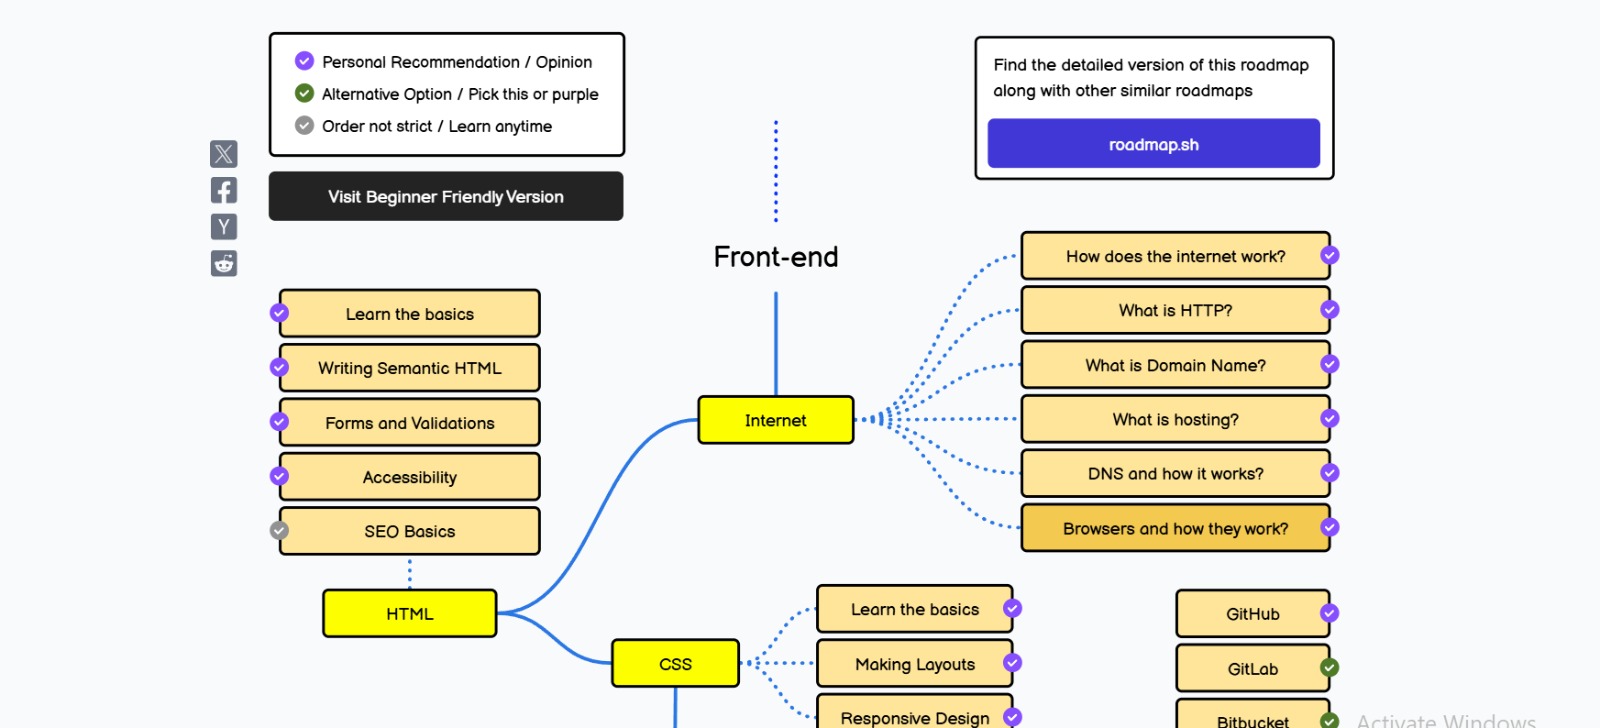 Personal Recommendation / Opinion
Alternative Option / Pick this or purple
Order not strict / Learn anytime
Visit Beginner Friendly Version
Find the detailed version of this roadmap
along with other similar roadmaps
roadmap.sh
Front-end
Internet
How does the internet work?
What is HTTP?
What is Domain Name?
What is hosting?
DNS and how it works?
Browsers and how they work?
Learn the basics
Writing Semantic HTML
Forms and Validations
Accessibility
SEO Basics
HTML
CSS
Learn the basics
Making Layouts
Responsive Design
GitHub
GitLab
Bitbucket
Activate Windows